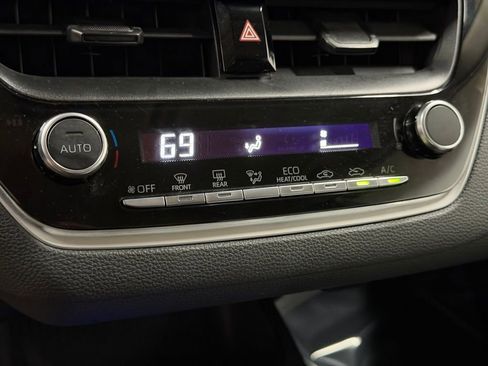 69
AUTO
OFF
FRONT
REAR
ECO
HEAT/COOL
A/C